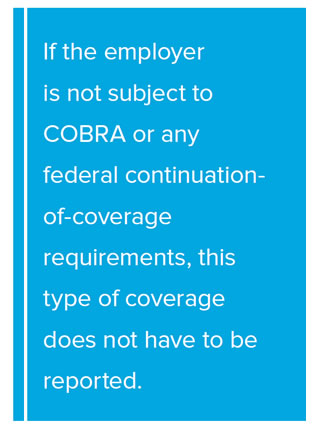 If the employer
is not subject to
COBRA or any
federal continuation-
of-coverage
requirements, this
type of coverage
does not have to be
reported.